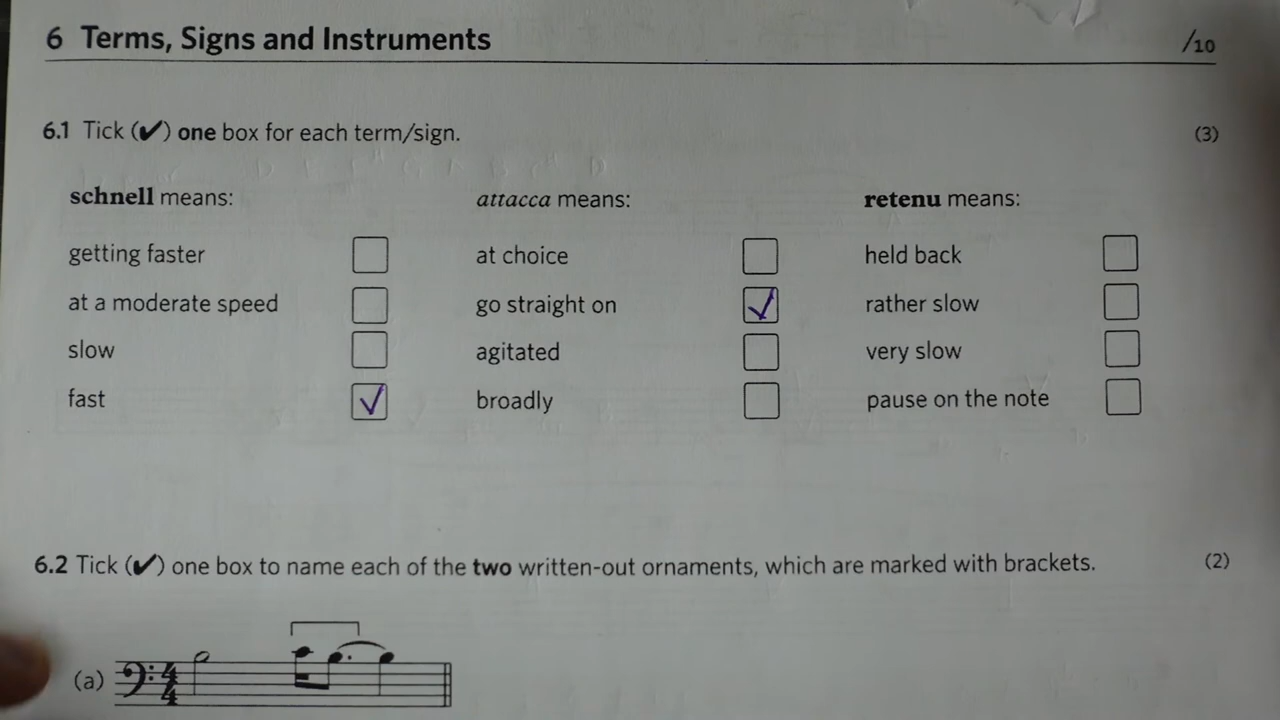 6 Terms, Signs and Instruments /10
6.1 Tick (✔) one box for each term/sign. (3)
schnell means: attacca means: retenu means:
getting faster at choice held back
at a moderate speed go straight on rather slow
slow agitated very slow
fast broadly pause on the note
6.2 Tick (✔) one box to name each of the two written-out ornaments, which are marked with brackets. (2)
(a) 4 4